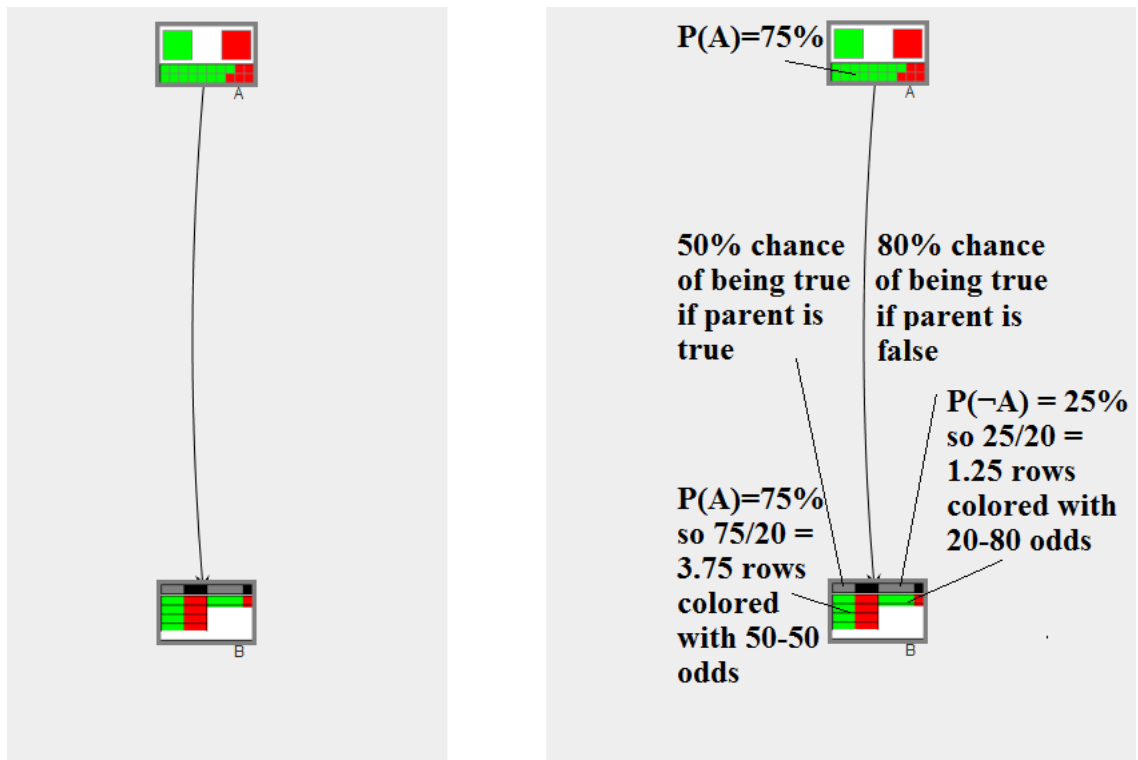 A
B
P(A)=75%
A
50% chance
of being true
if parent is
true
80% chance
of being true
if parent is
false
P(¬A) = 25%
so 25/20 =
1.25 rows
colored with
20-80 odds
P(A)=75%
so 75/20 =
3.75 rows
colored
with 50-50
odds
B